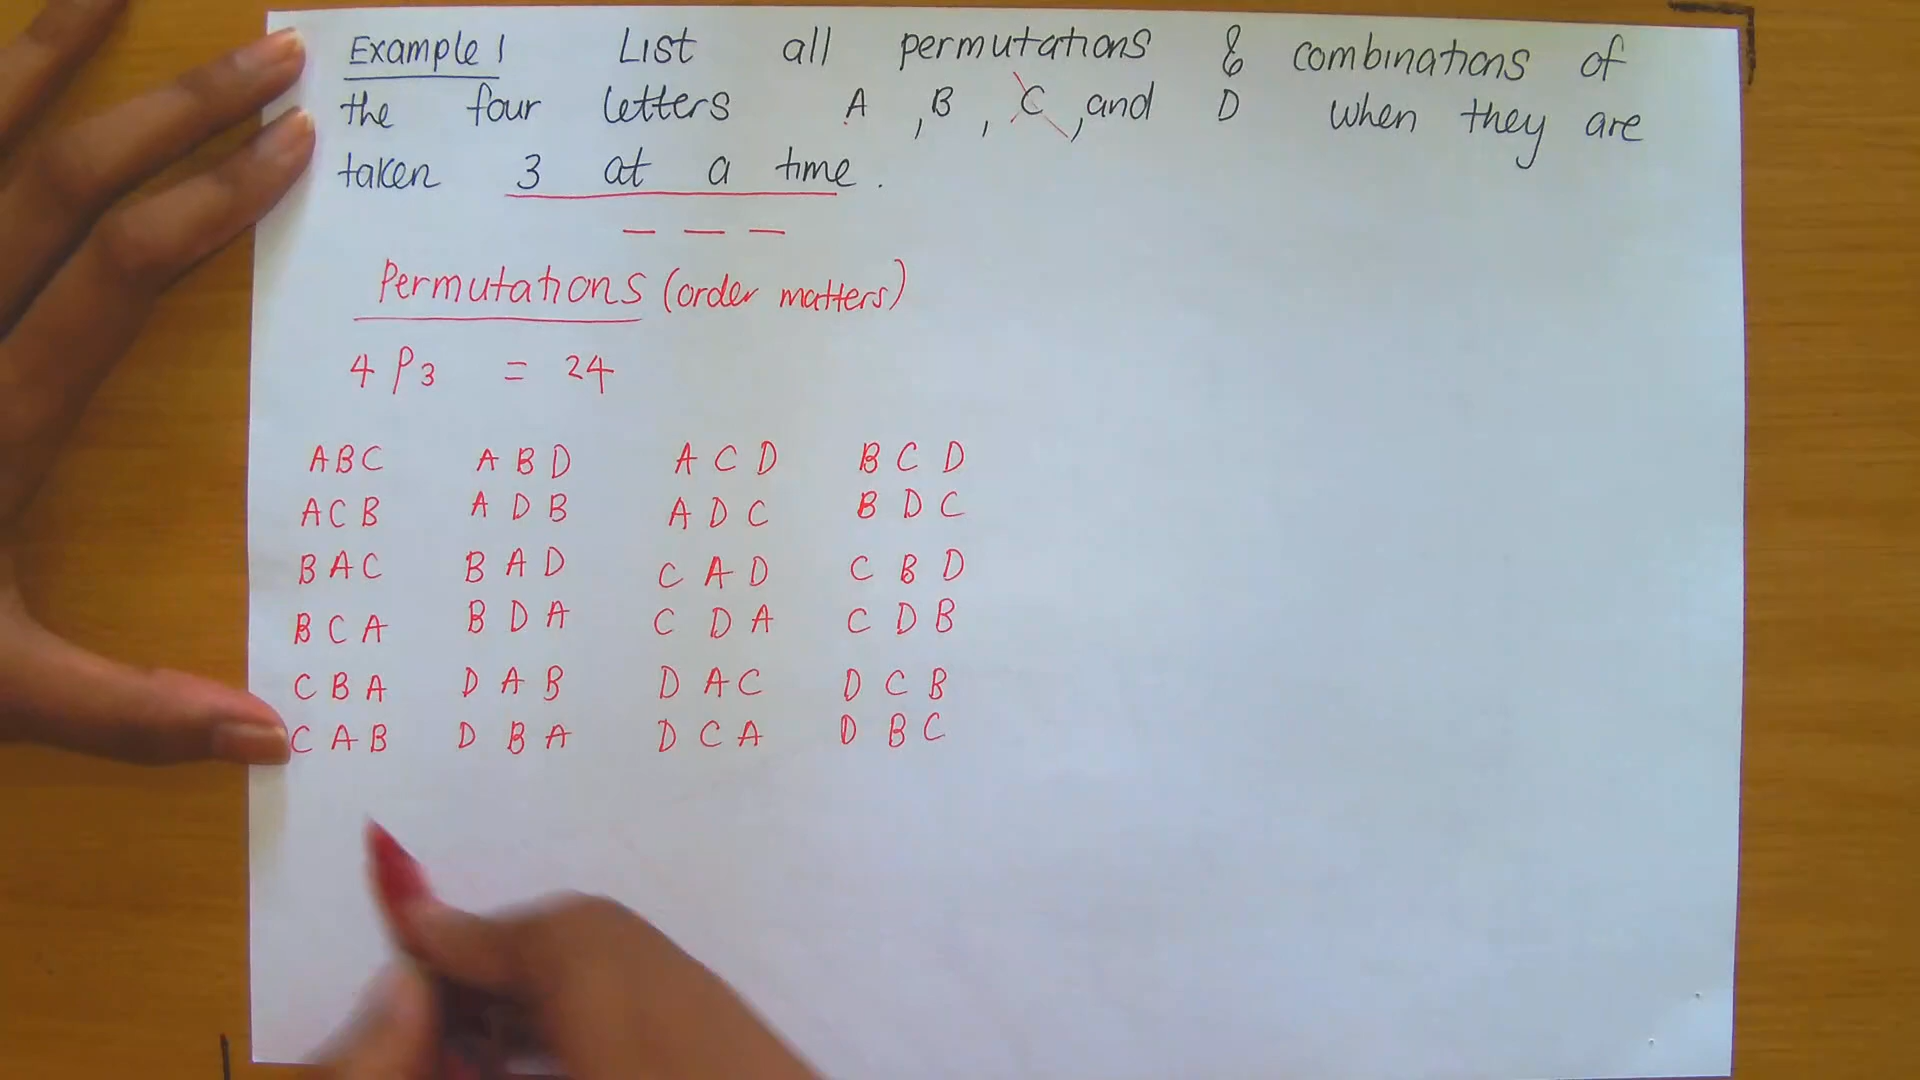 Example 1 List all permutations & combinations of
the four letters A, B, C, and D when they are
taken 3 at a time.
_ _ _
Permutations (order matters)
4 P 3 = 24
ABC ABD ACD BCD
ACB ADB ADC BDC
BAC BAD CAD CBD
BCA BDA CDA CDB
CBA DAB DAC DCB
CAB DBA DCA DBC